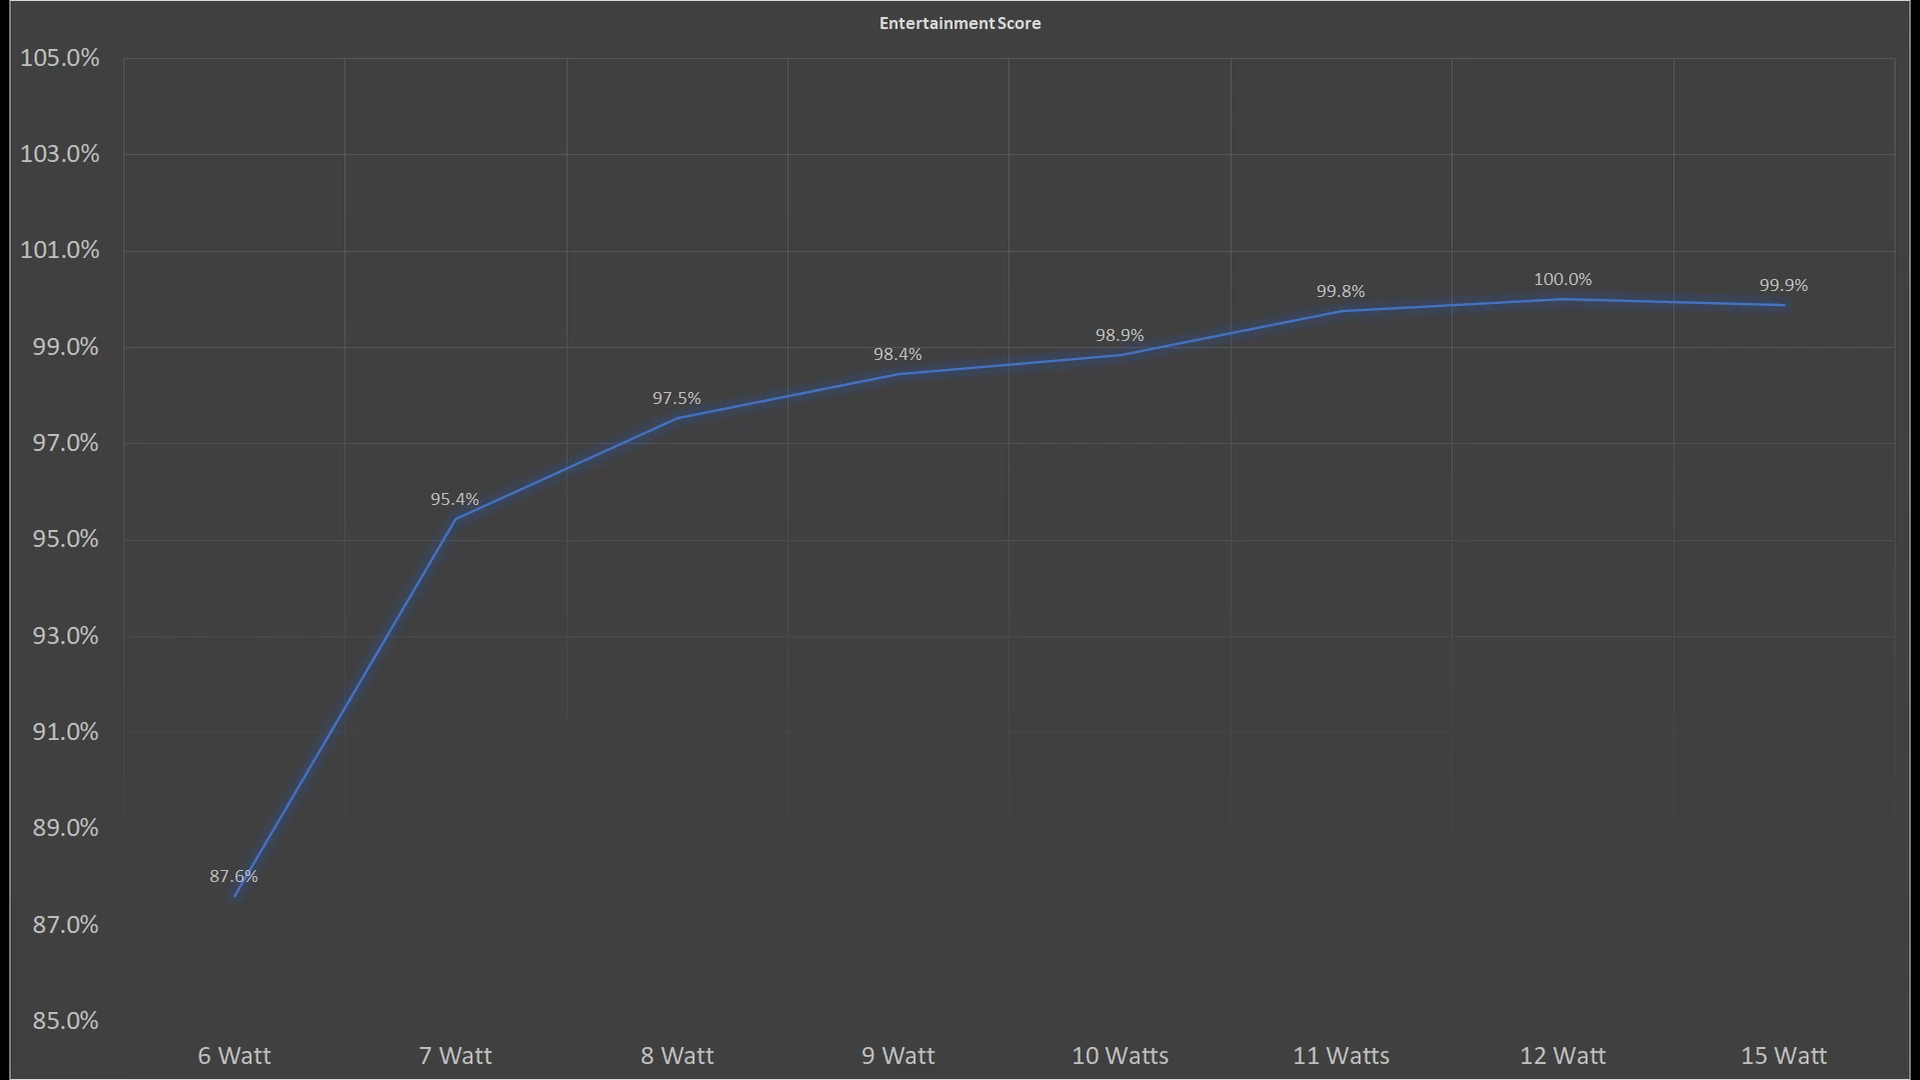 Entertainment Score
105.0%
103.0%
101.0%
99.0%
97.0%
95.0%
93.0%
91.0%
89.0%
87.0%
85.0%
87.6%
95.4%
97.5%
98.4%
98.9%
99.8%
100.0%
99.9%
6 Watt
7 Watt
8 Watt
9 Watt
10 Watts
11 Watts
12 Watt
15 Watt